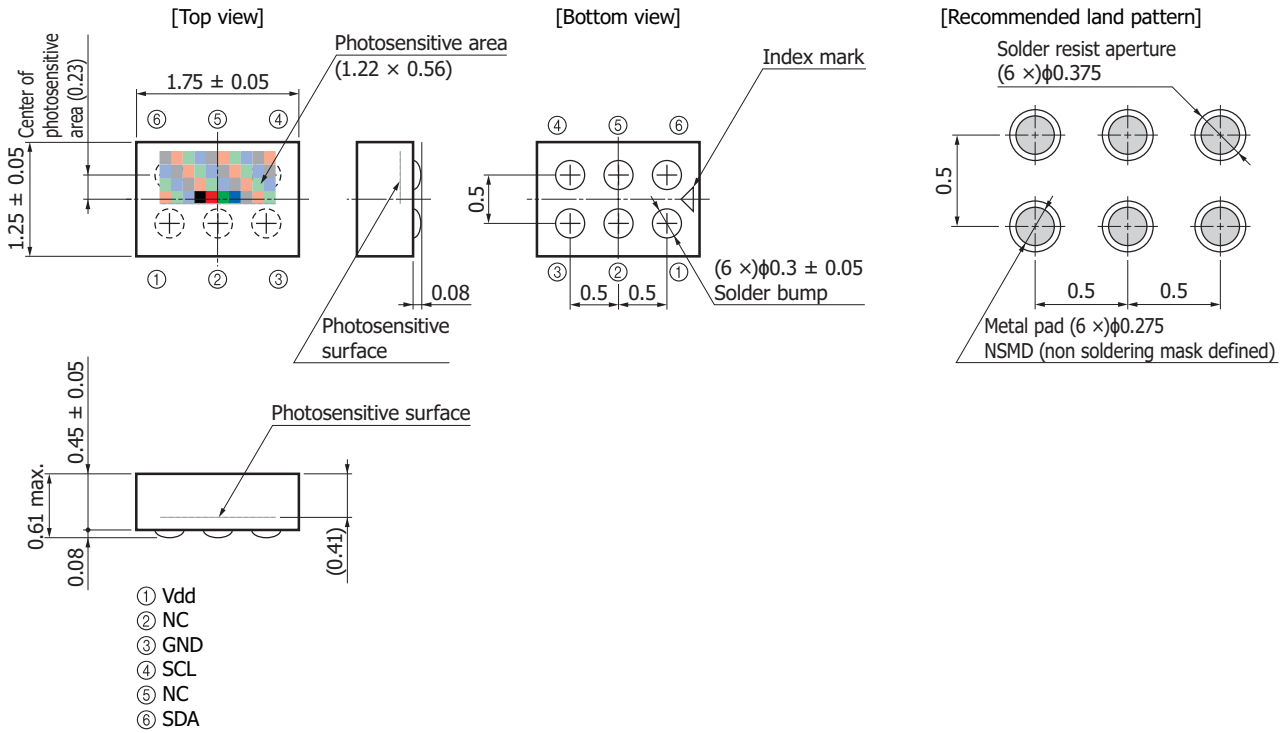 [Top view]
Photosensitive area
(1.22 × 0.56)
Center of
photosensitive
area (0.23)
1.75 ± 0.05
⑥ ⑤ ④
1.25 ± 0.05
① ② ③
0.08
Photosensitive
surface
[Bottom view]
Index mark
④ ⑤ ⑥
0.5
③ ② ①
0.5 0.5
(6 ×)ϕ0.3 ± 0.05
Solder bump
[Recommended land pattern]
Solder resist aperture
(6 ×)ϕ0.375
0.5
0.5 0.5
Metal pad (6 ×)ϕ0.275
NSMD (non soldering mask defined)
0.45 ± 0.05
0.61 max.
0.08
Photosensitive surface
(0.41)
① Vdd
② NC
③ GND
④ SCL
⑤ NC
⑥ SDA